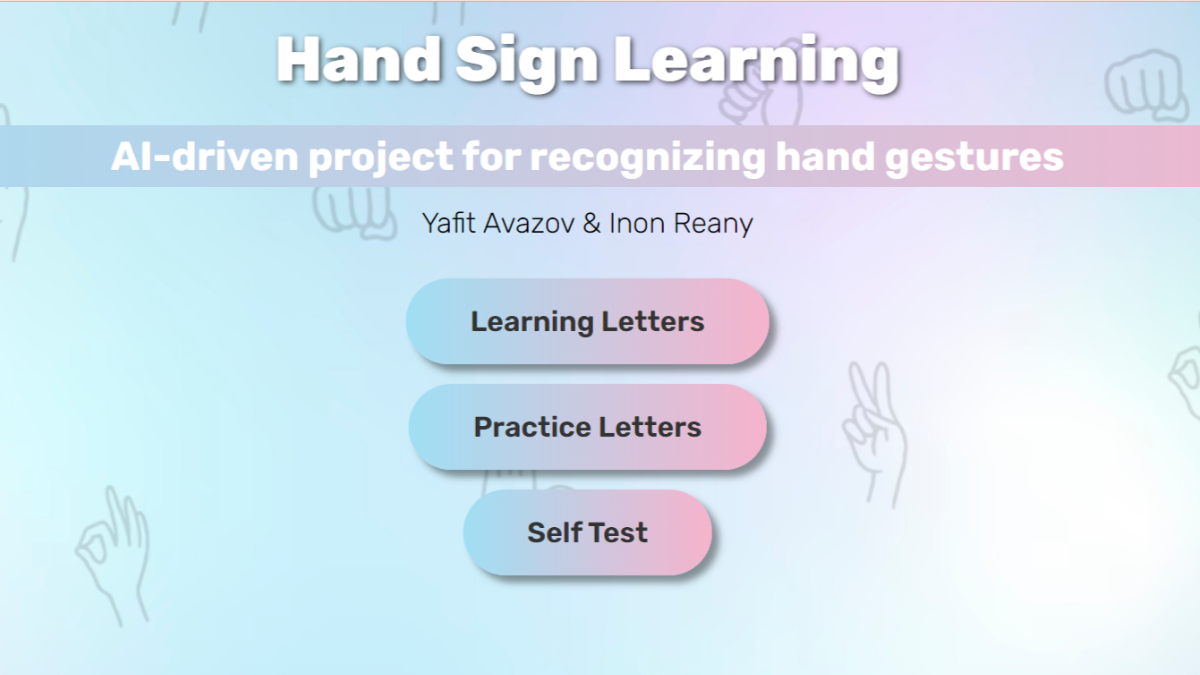 Hand Sign Learning
AI-driven project for recognizing hand gestures
Yafit Avazov & Inon Reany
Learning Letters
Practice Letters
Self Test